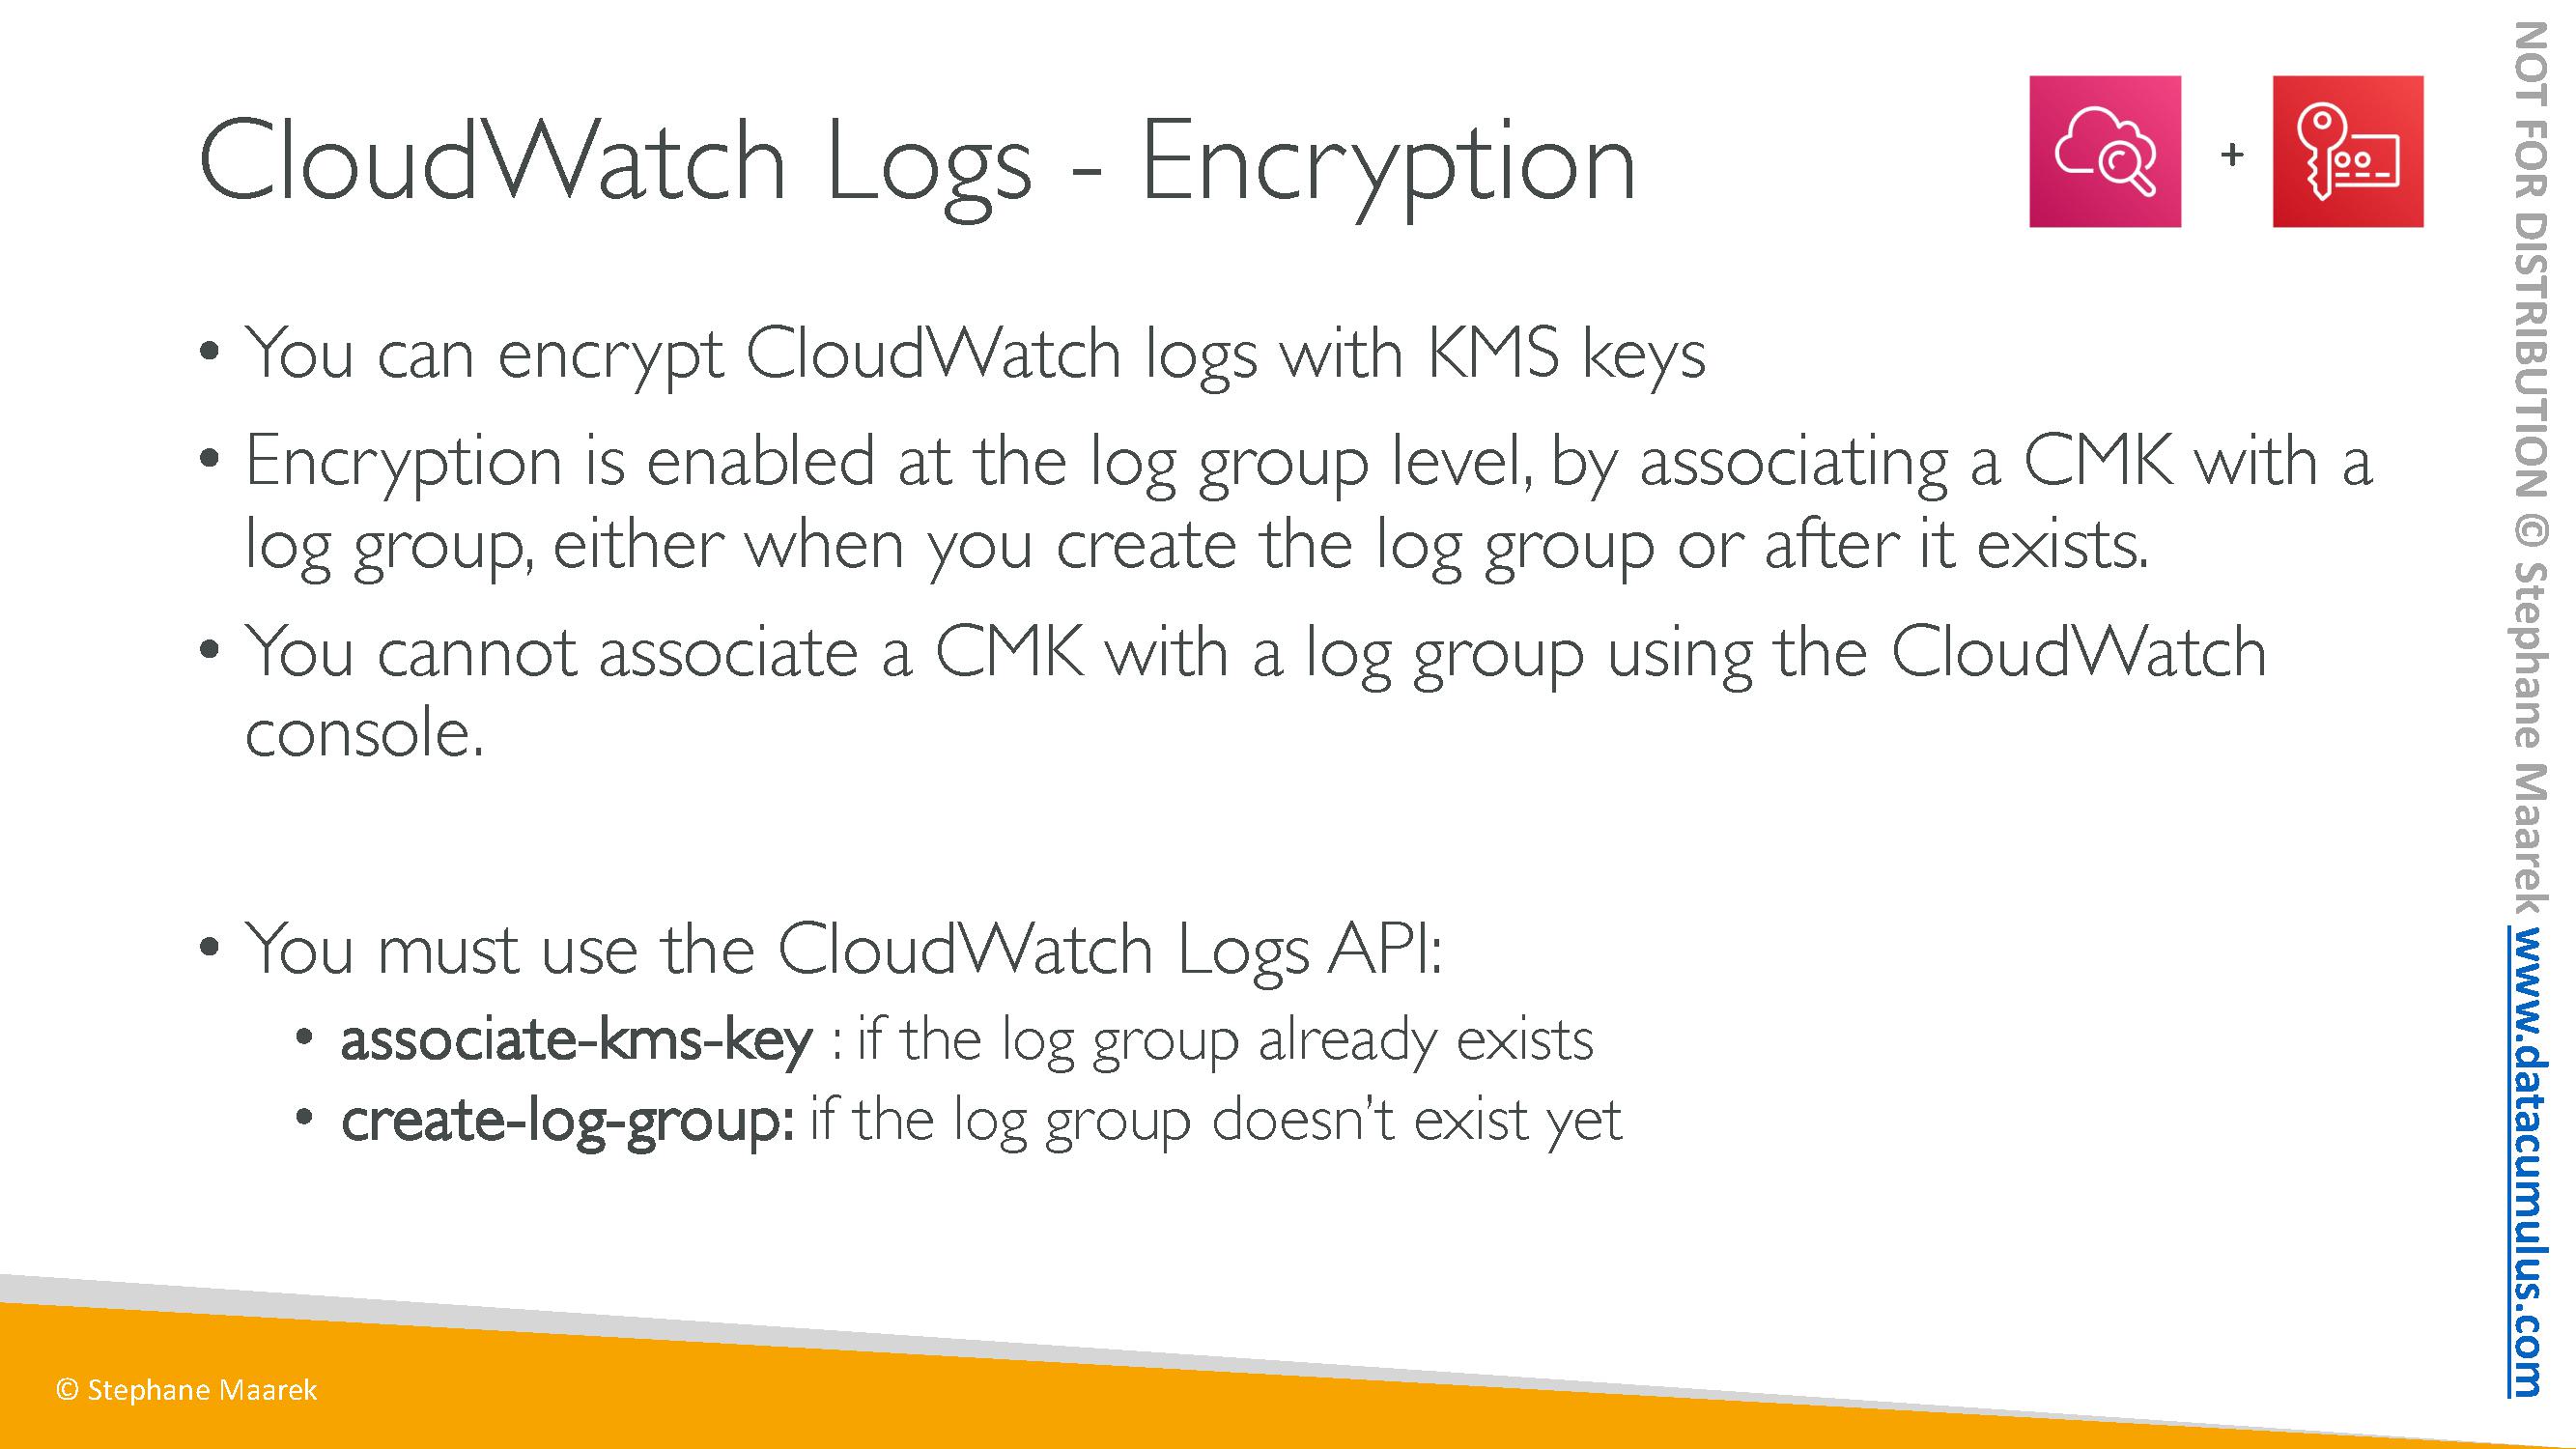 CloudWatch Logs - Encryption
+
• You can encrypt CloudWatch logs with KMS keys
• Encryption is enabled at the log group level, by associating a CMK with a
log group, either when you create the log group or after it exists.
• You cannot associate a CMK with a log group using the CloudWatch
console.
• You must use the CloudWatch Logs API:
• associate-kms-key : if the log group already exists
• create-log-group: if the log group doesn’t exist yet
© Stephane Maarek
NOT FOR DISTRIBUTION © Stephane Maarek www.datacumulus.com